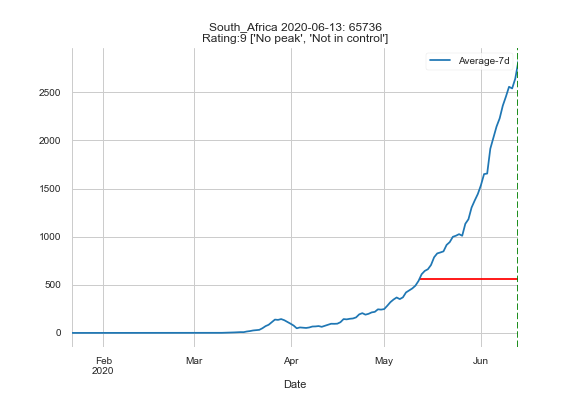 South_Africa 2020-06-13: 65736
Rating:9 ['No peak', 'Not in control']
Average-7d
2500
2000
1500
1000
500
0
Feb
2020
Mar
Apr
May
Jun
Date